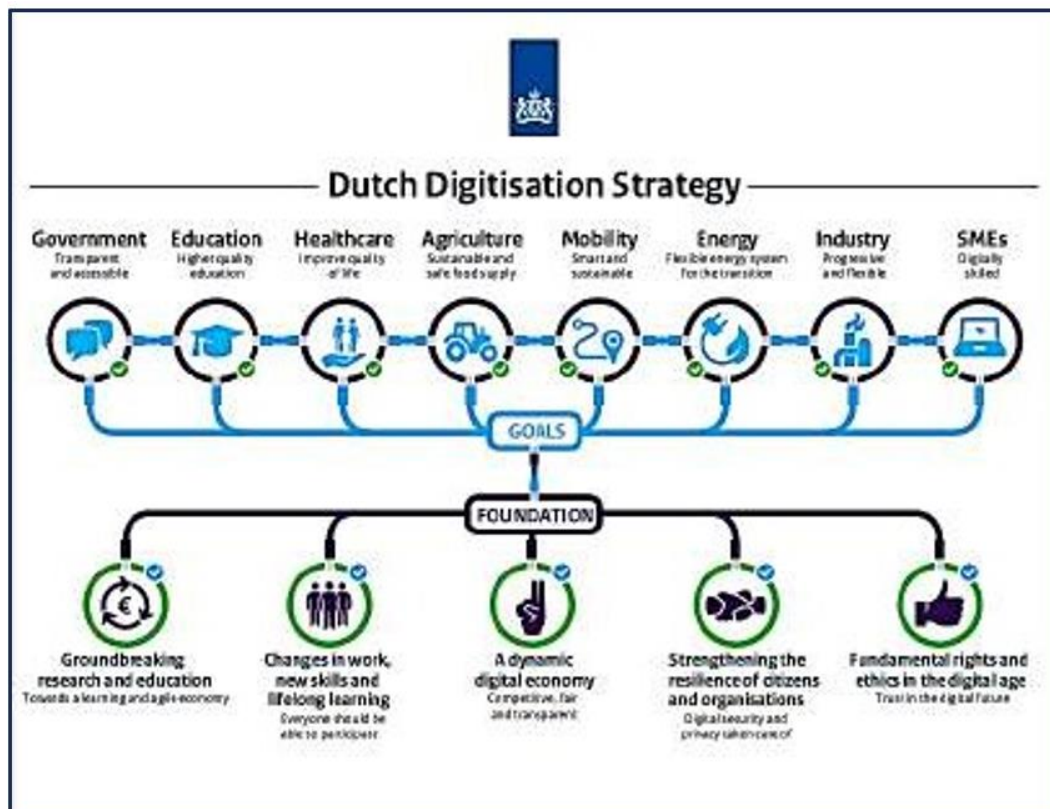 Dutch Digitisation Strategy
Government
Transparent
and accessible
Education
Higher quality
education
Healthcare
Improve quality
of life
Agriculture
Sustainable and
safe food supply
Mobility
Smart and
sustainable
Energy
Flexible energy system
for the transition
Industry
Progressive
and flexible
SMEs
Digitally
skilled
GOALS
FOUNDATION
Groundbreaking
research and education
Towards a learning and agile economy
Changes in work,
new skills and
lifelong learning
Everyone should be
able to participate
A dynamic
digital economy
Competitive, fair
and transparent
Strengthening the
resilience of citizens
and organisations
Digital security and
privacy taken care of
Fundamental rights and
ethics in the digital age
Trust in the digital future